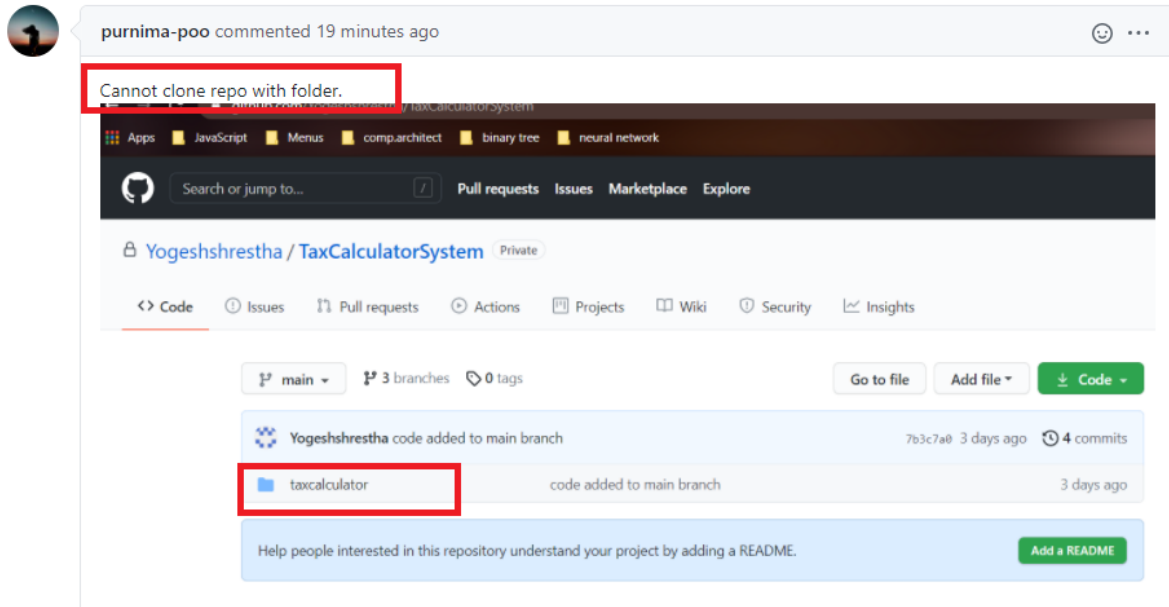 purnima-poo commented 19 minutes ago
Cannot clone repo with folder.
github.com/Yogeshshrestha/TaxCalculatorSystem
Apps JavaScript Menus comp.architect binary tree neural network
Search or jump to... / Pull requests Issues Marketplace Explore
Yogeshshrestha / TaxCalculatorSystem Private
<> Code Issues Pull requests Actions Projects Wiki Security Insights
main 3 branches 0 tags Go to file Add file Code
Yogeshshrestha code added to main branch 7b3c7a0 3 days ago 4 commits
taxcalculator code added to main branch 3 days ago
Help people interested in this repository understand your project by adding a README. Add a README